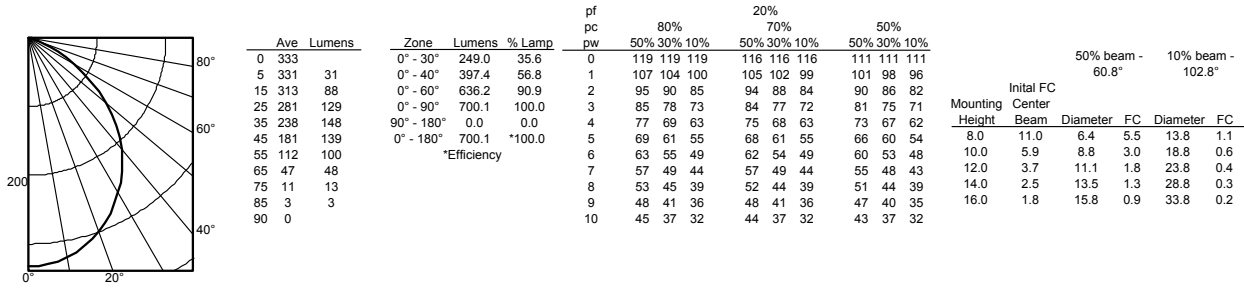 80°
60°
40°
20°
0°
200
Ave Lumens
0 333
5 331 31
15 313 88
25 281 129
35 238 148
45 181 139
55 112 100
65 47 48
75 11 13
85 3 3
90 0
Zone Lumens % Lamp
0° - 30° 249.0 35.6
0° - 40° 397.4 56.8
0° - 60° 636.2 90.9
0° - 90° 700.1 100.0
90° - 180° 0.0 0.0
0° - 180° 700.1 *100.0
*Efficiency
pf 20%
pc 80% 70% 50%
pw 50% 30% 10% 50% 30% 10% 50% 30% 10%
0 119 119 119 116 116 116 111 111 111
1 107 104 100 105 102 99 101 98 96
2 95 90 85 94 88 84 90 86 82
3 85 78 73 84 77 72 81 75 71
4 77 69 63 75 68 63 73 67 62
5 69 61 55 68 61 55 66 60 54
6 63 55 49 62 54 49 60 53 48
7 57 49 44 57 49 44 55 48 43
8 53 45 39 52 44 39 51 44 39
9 48 41 36 48 41 36 47 40 35
10 45 37 32 44 37 32 43 37 32
50% beam - 10% beam -
60.8° 102.8°
Inital FC
Mounting Center
Height Beam Diameter FC Diameter FC
8.0 11.0 6.4 5.5 13.8 1.1
10.0 5.9 8.8 3.0 18.8 0.6
12.0 3.7 11.1 1.8 23.8 0.4
14.0 2.5 13.5 1.3 28.8 0.3
16.0 1.8 15.8 0.9 33.8 0.2